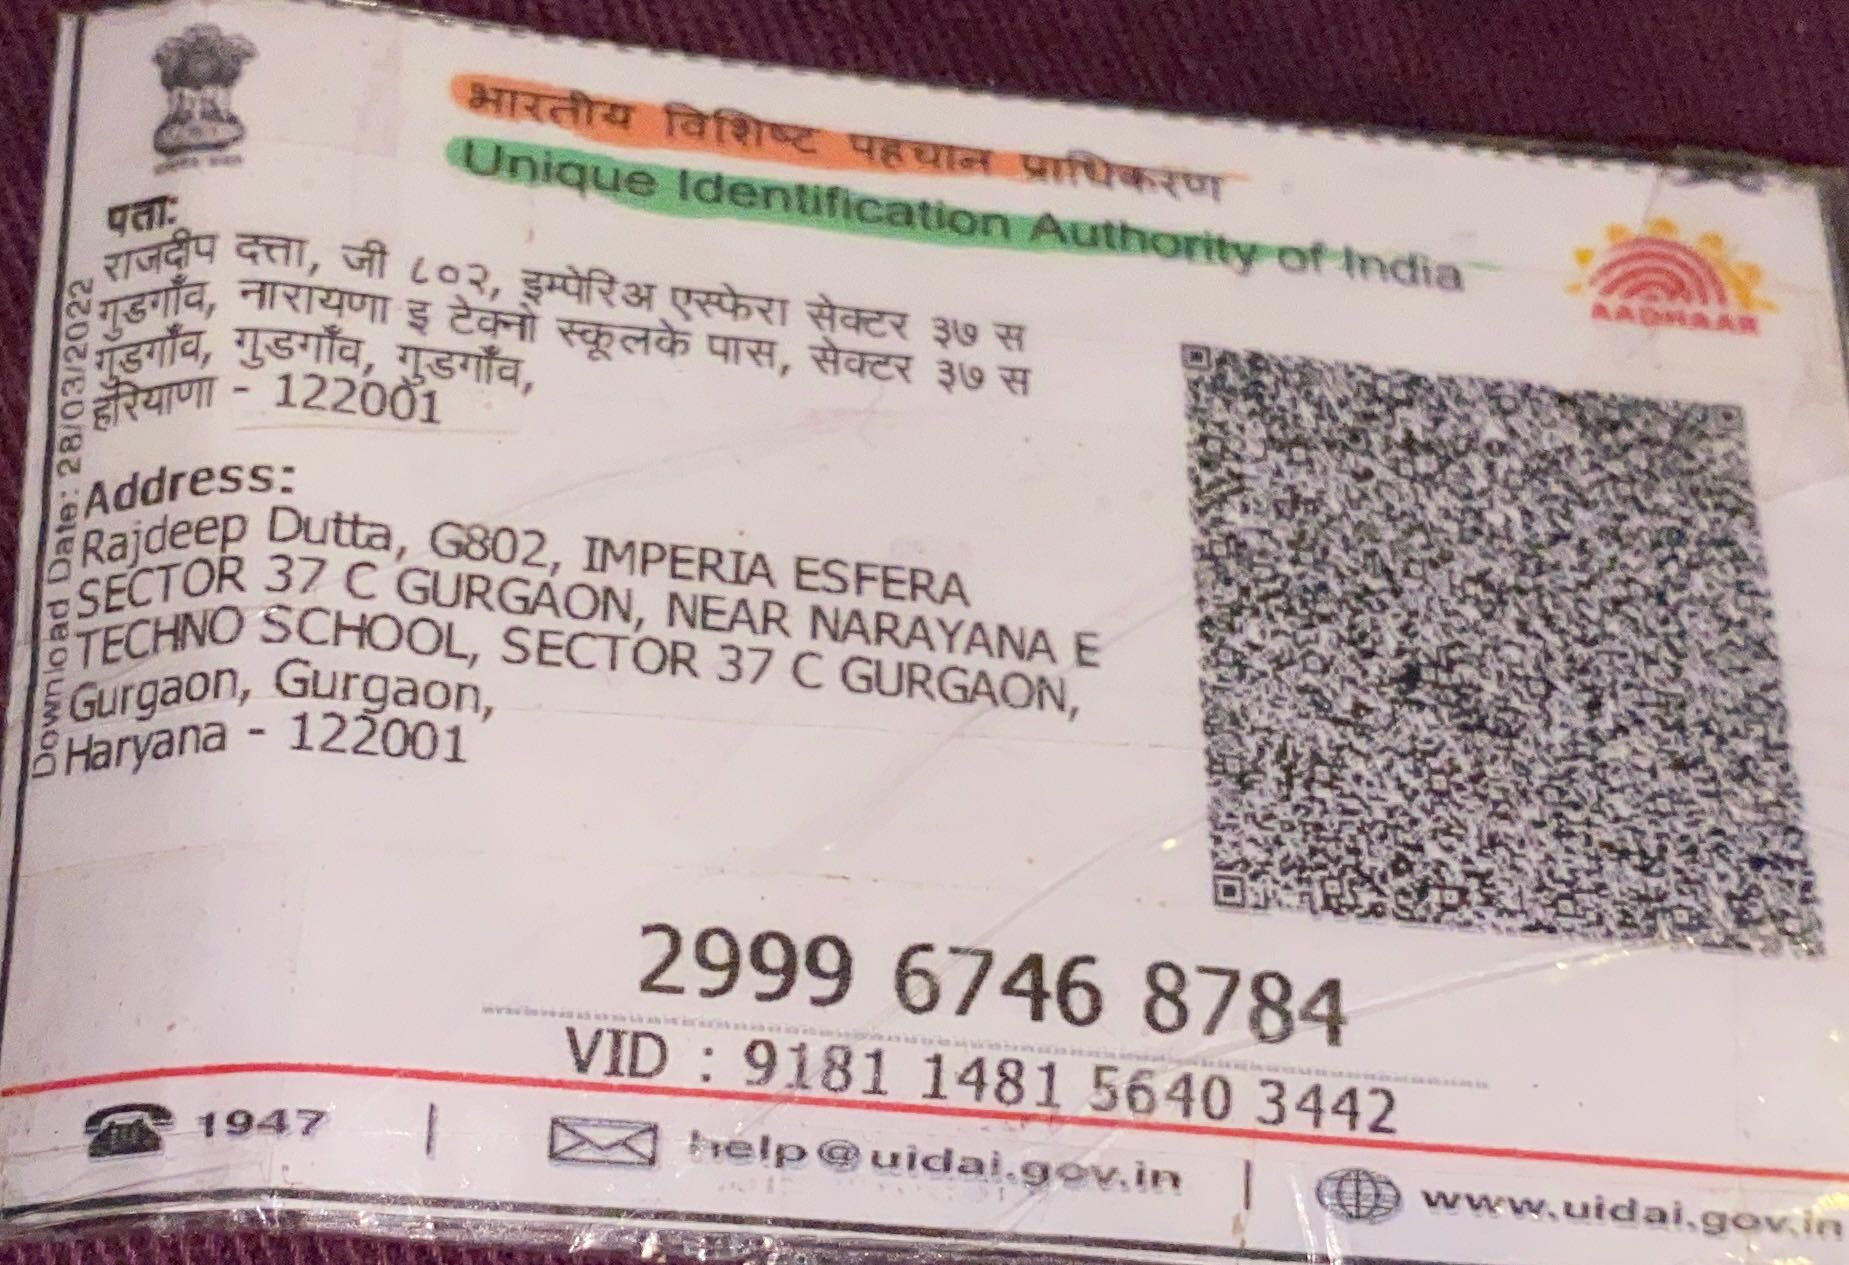 भारतीय विशिष्ट पहचान प्राधिकरण
Unique Identification Authority of India
AADHAAR
पता:
राजदीप दत्ता, जी ८०२, इम्पेरिअ एस्फेरा सेक्टर ३७ स
गुडगाँव, नारायणा इ टेक्नो स्कूलके पास, सेक्टर ३७ स
गुडगाँव, गुडगाँव, गुडगाँव,
हरियाणा - 122001
Download Date: 28/03/2022
Address:
Rajdeep Dutta, G802, IMPERIA ESFERA
SECTOR 37 C GURGAON, NEAR NARAYANA E
TECHNO SCHOOL, SECTOR 37 C GURGAON,
Gurgaon, Gurgaon,
Haryana - 122001
2999 6746 8784
VID : 9181 1481 5640 3442
1947 | help@uidai.gov.in | www.uidai.gov.in